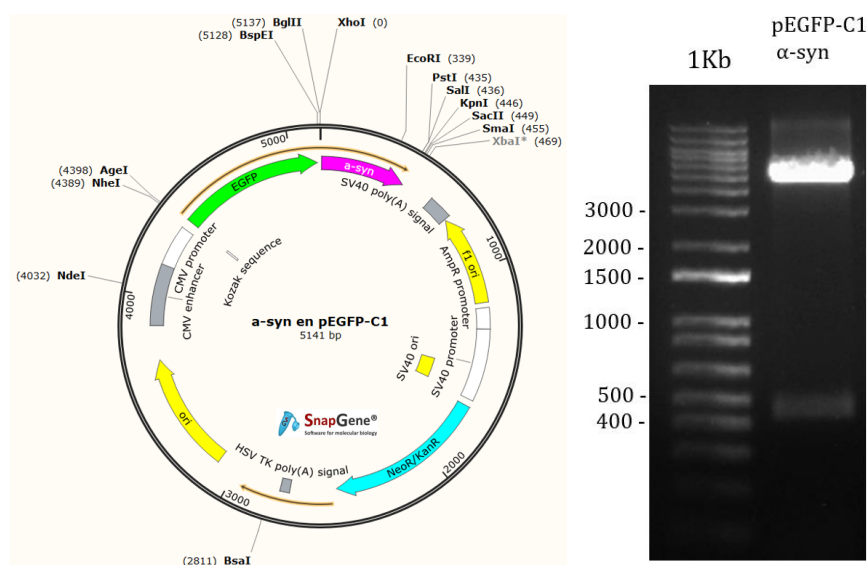 (5137) BglII
XhoI (0)
(5128) BspEI
EcoRI (339)
PstI (435)
SalI (436)
KpnI (446)
SacII (449)
SmaI (455)
XbaI* (469)
(4398) AgeI
(4389) NheI
(4032) NdeI
(2811) BsaI
5000
1000
2000
3000
4000
EGFP
a-syn
SV40 poly(A) signal
f1 ori
AmpR promoter
SV40 promoter
SV40 ori
NeoR/KanR
HSV TK poly(A) signal
ori
CMV enhancer
CMV promoter
Kozak sequence
a-syn en pEGFP-C1
5141 bp
SnapGene®
Software for molecular biology
pEGFP-C1
1Kb
α-syn
3000 -
2000 -
1500 -
1000 -
500 -
400 -